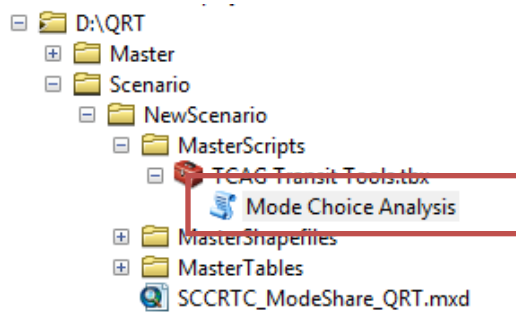 D:\QRT
Master
Scenario
NewScenario
MasterScripts
TCAG Transit Tools.tbx
Mode Choice Analysis
MasterShapefiles
MasterTables
SCCRTC_ModeShare_QRT.mxd